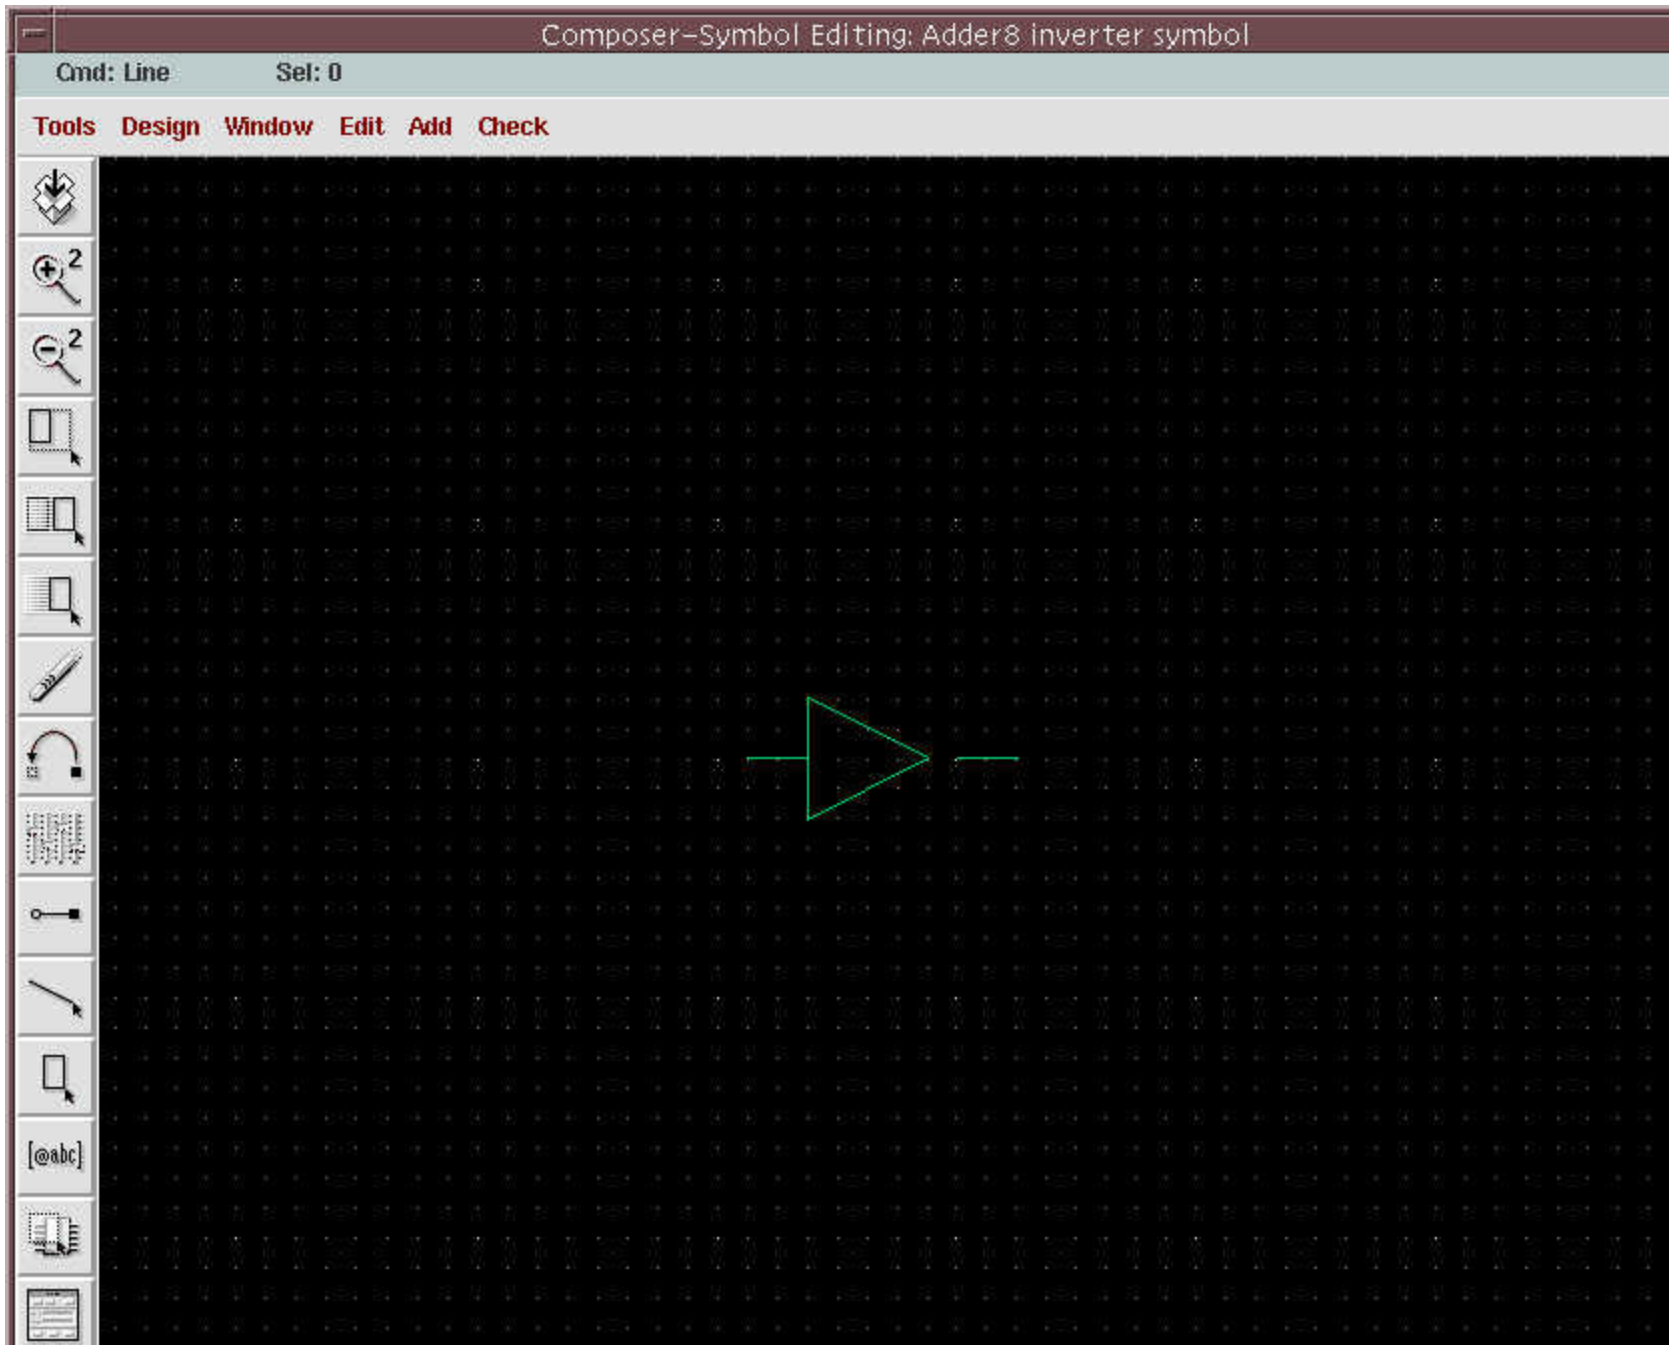 Composer-Symbol Editing: Adder8 inverter symbol
Cmd: Line Sel: 0
Tools Design Window Edit Add Check
2
2
[@abc]